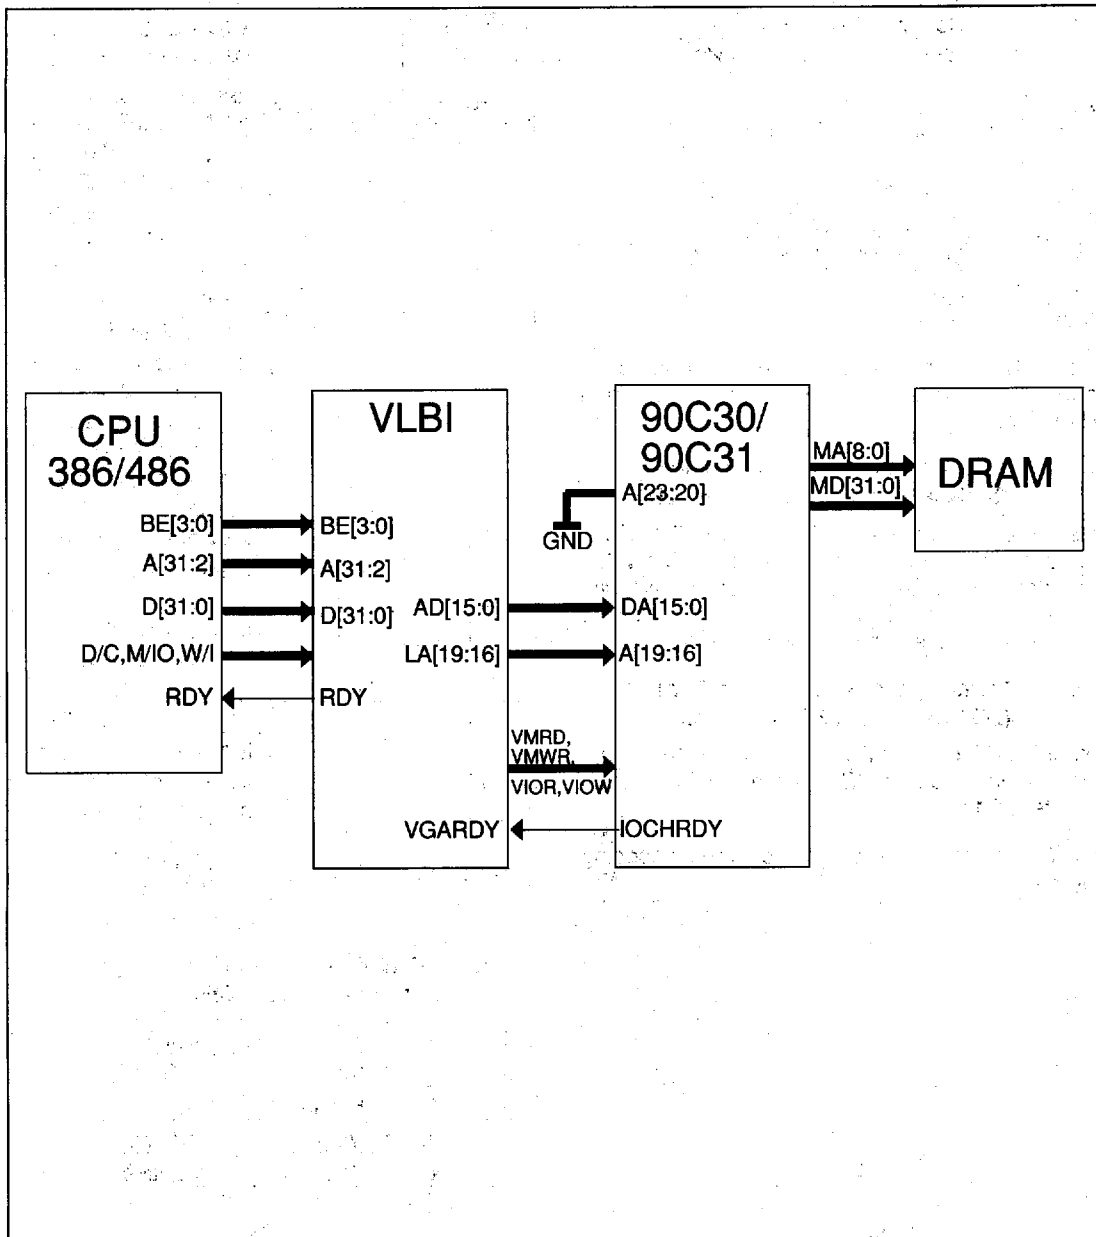 CPU
386/486
BE[3:0]
A[31:2]
D[31:0]
D/C,M/IO,W/I
RDY
VLBI
BE[3:0]
A[31:2]
D[31:0]
RDY
AD[15:0]
LA[19:16]
VMRD,
VMWR,
VIOR,VIOW
VGARDY
90C30/
90C31
A[23:20]
GND
DA[15:0]
A[19:16]
IOCHRDY
MA[8:0]
MD[31:0]
DRAM